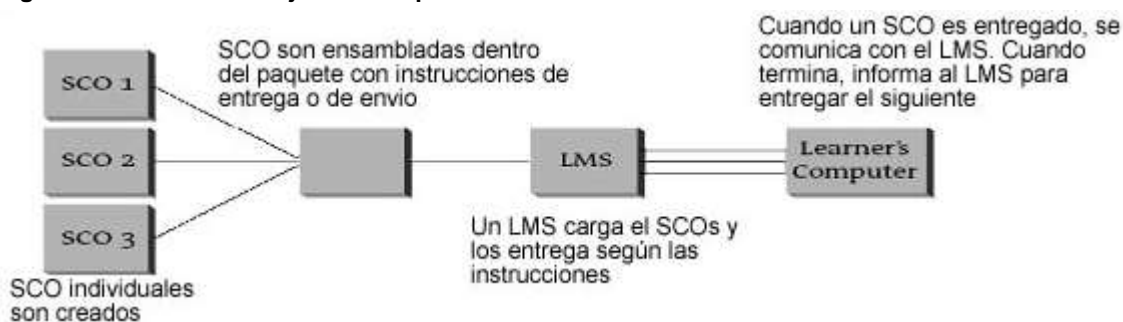 SCO 1
SCO 2
SCO 3
SCO individuales
son creados
SCO son ensambladas dentro
del paquete con instrucciones de
entrega o de envio
LMS
Un LMS carga el SCOs y
los entrega según las
instrucciones
Cuando un SCO es entregado, se
comunica con el LMS. Cuando
termina, informa al LMS para
entregar el siguiente
Learner's
Computer